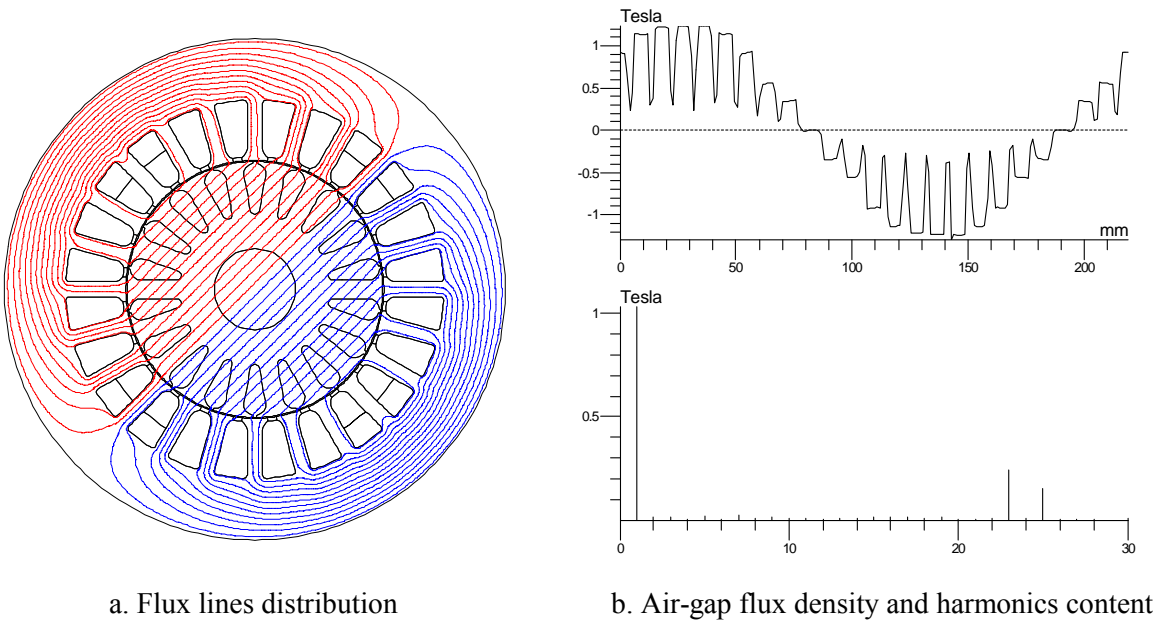 Tesla
1
0.5
0
-0.5
-1
mm
0 50 100 150 200
Tesla
1
0.5
0 10 20 30
a. Flux lines distribution
b. Air-gap flux density and harmonics content